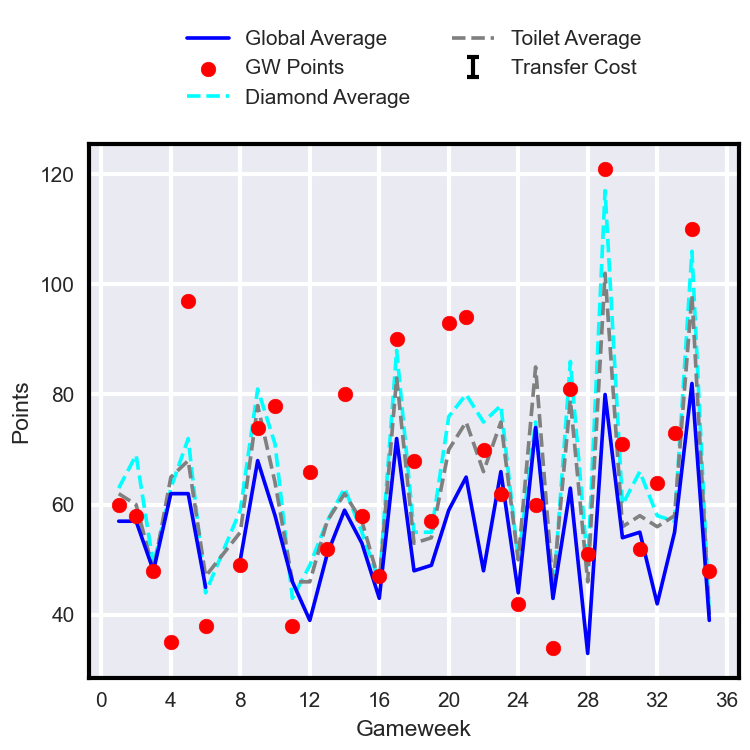 Global Average
GW Points
Diamond Average
Toilet Average
Transfer Cost
Points
120
100
80
60
40
0 4 8 12 16 20 24 28 32 36
Gameweek